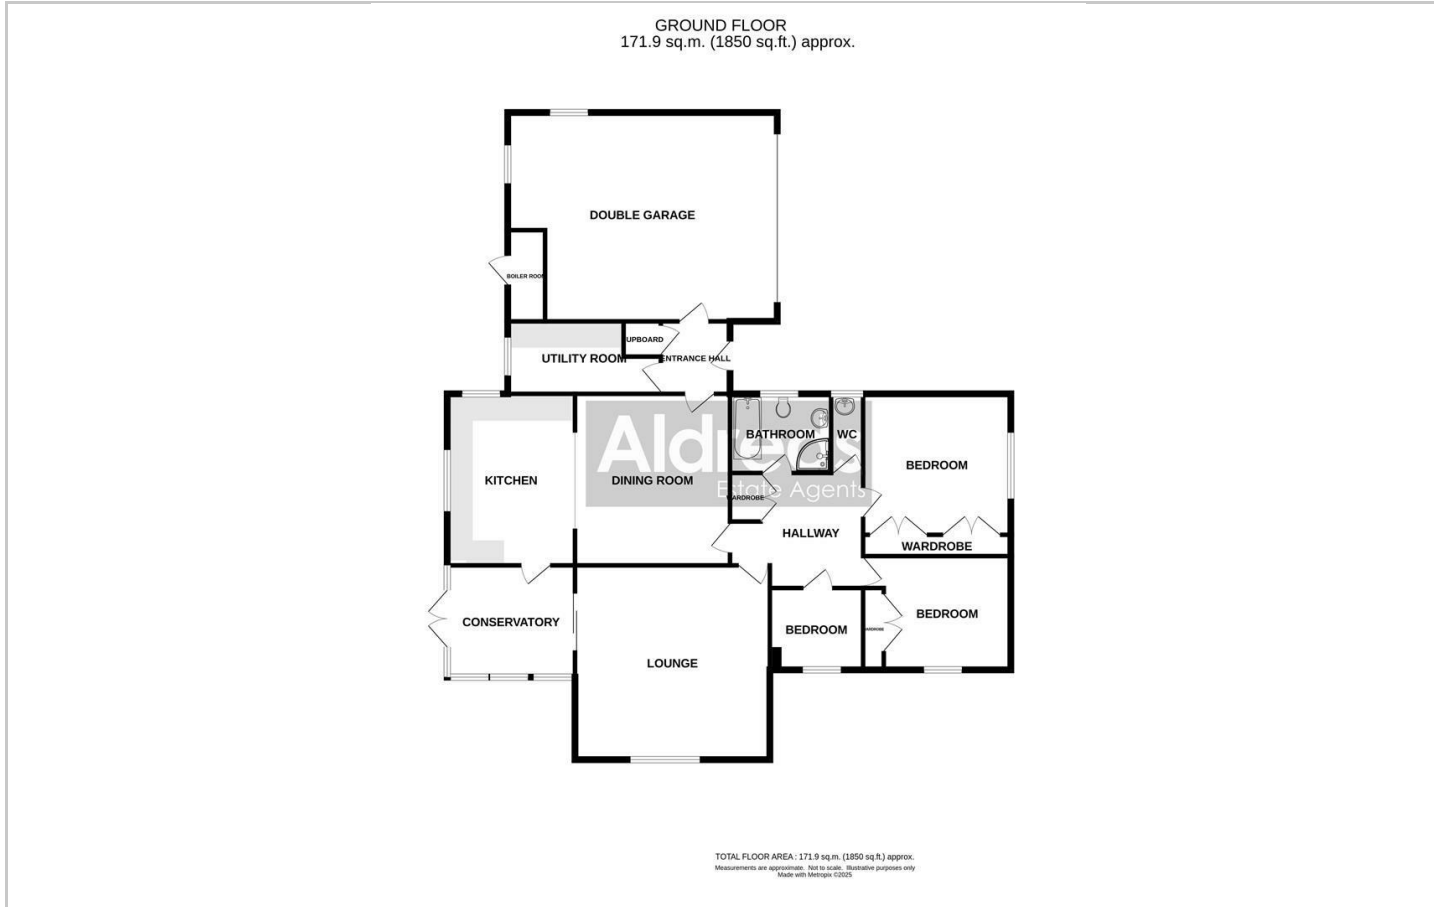 GROUND FLOOR
171.9 sq.m. (1850 sq.ft.) approx.
DOUBLE GARAGE
BOILER ROOM
UPBOARD
UTILITY ROOM
ENTRANCE HALL
BATHROOM
WC
BEDROOM
KITCHEN
DINING ROOM
Aldreds
Estate Agents
WARDROBE
HALLWAY
WARDROBE
CONSERVATORY
BEDROOM
BEDROOM
WARDROBE
LOUNGE
TOTAL FLOOR AREA : 171.9 sq.m. (1850 sq.ft.) approx.
Measurements are approximate. Not to scale. Illustrative purposes only
Made with Metropix ©2025